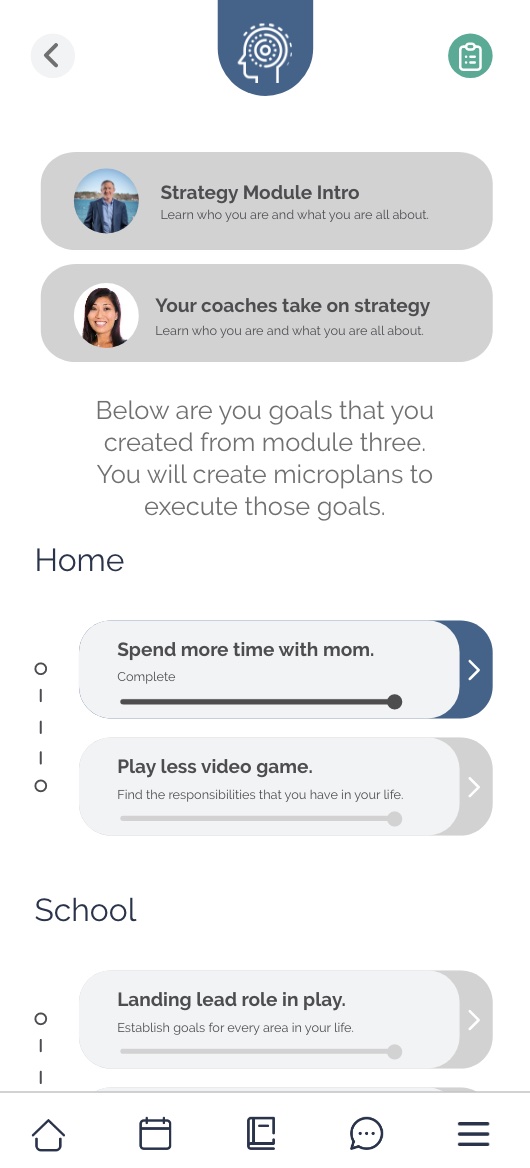 Strategy Module Intro
Learn who you are and what you are all about.
Your coaches take on strategy
Learn who you are and what you are all about.
Below are you goals that you
created from module three.
You will create microplans to
execute those goals.
Home
Spend more time with mom.
Complete
Play less video game.
Find the responsibilities that you have in your life.
School
Landing lead role in play.
Establish goals for every area in your life.